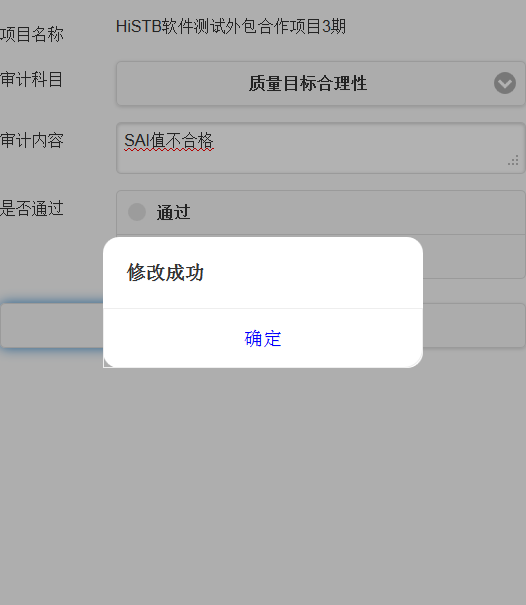 项目名称 HiSTB软件测试外包合作项目3期
审计科目 质量目标合理性
审计内容 SAI值不合格
是否通过 通过
修改成功
确定